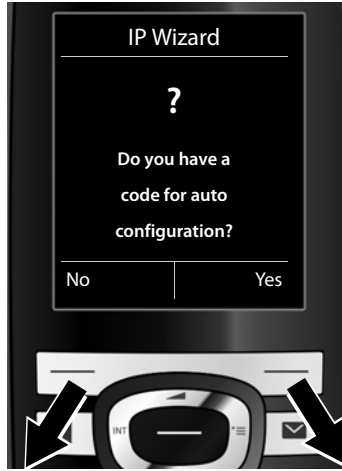 IP Wizard
?
Do you have a
code for auto
configuration?
No Yes
INT